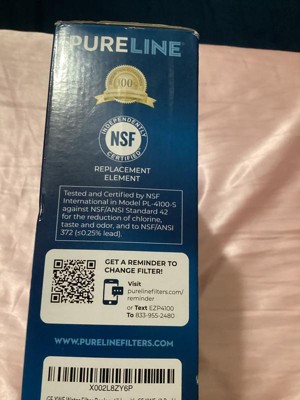 PURELINE
100
INDEPENDENTLY
NSF
CERTIFIED
REPLACEMENT
ELEMENT
Tested and Certified by NSF
International in Model PL-4100-S
against NSF/ANSI Standard 42
for the reduction of chlorine,
taste and odor, and to NSF/ANSI
372 (≤0.25% lead).
GET A REMINDER TO
CHANGE FILTER!
Visit
purelinefilters.com/
reminder
or Text EZP4100
To 833-955-2480
WWW.PURELINEFILTERS.COM
X002L8ZY6P